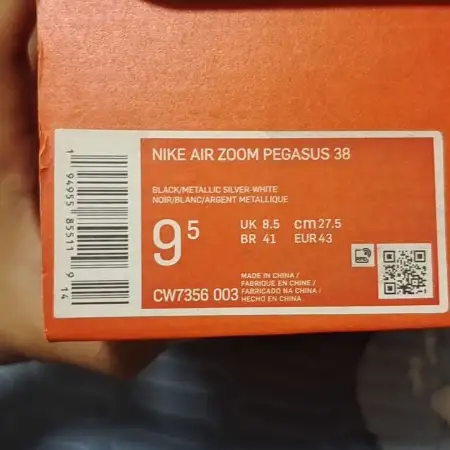 NIKE AIR ZOOM PEGASUS 38
BLACK/METALLIC SILVER-WHITE
NOIR/BLANC/ARGENT METALLIQUE
9⁵
UK 8.5 cm 27.5
BR 41 EUR 43
MADE IN CHINA /
FABRIQUE EN CHINE /
FABRICADO NA CHINA /
HECHO EN CHINA
CW7356 003
1 94955 85511 9 14